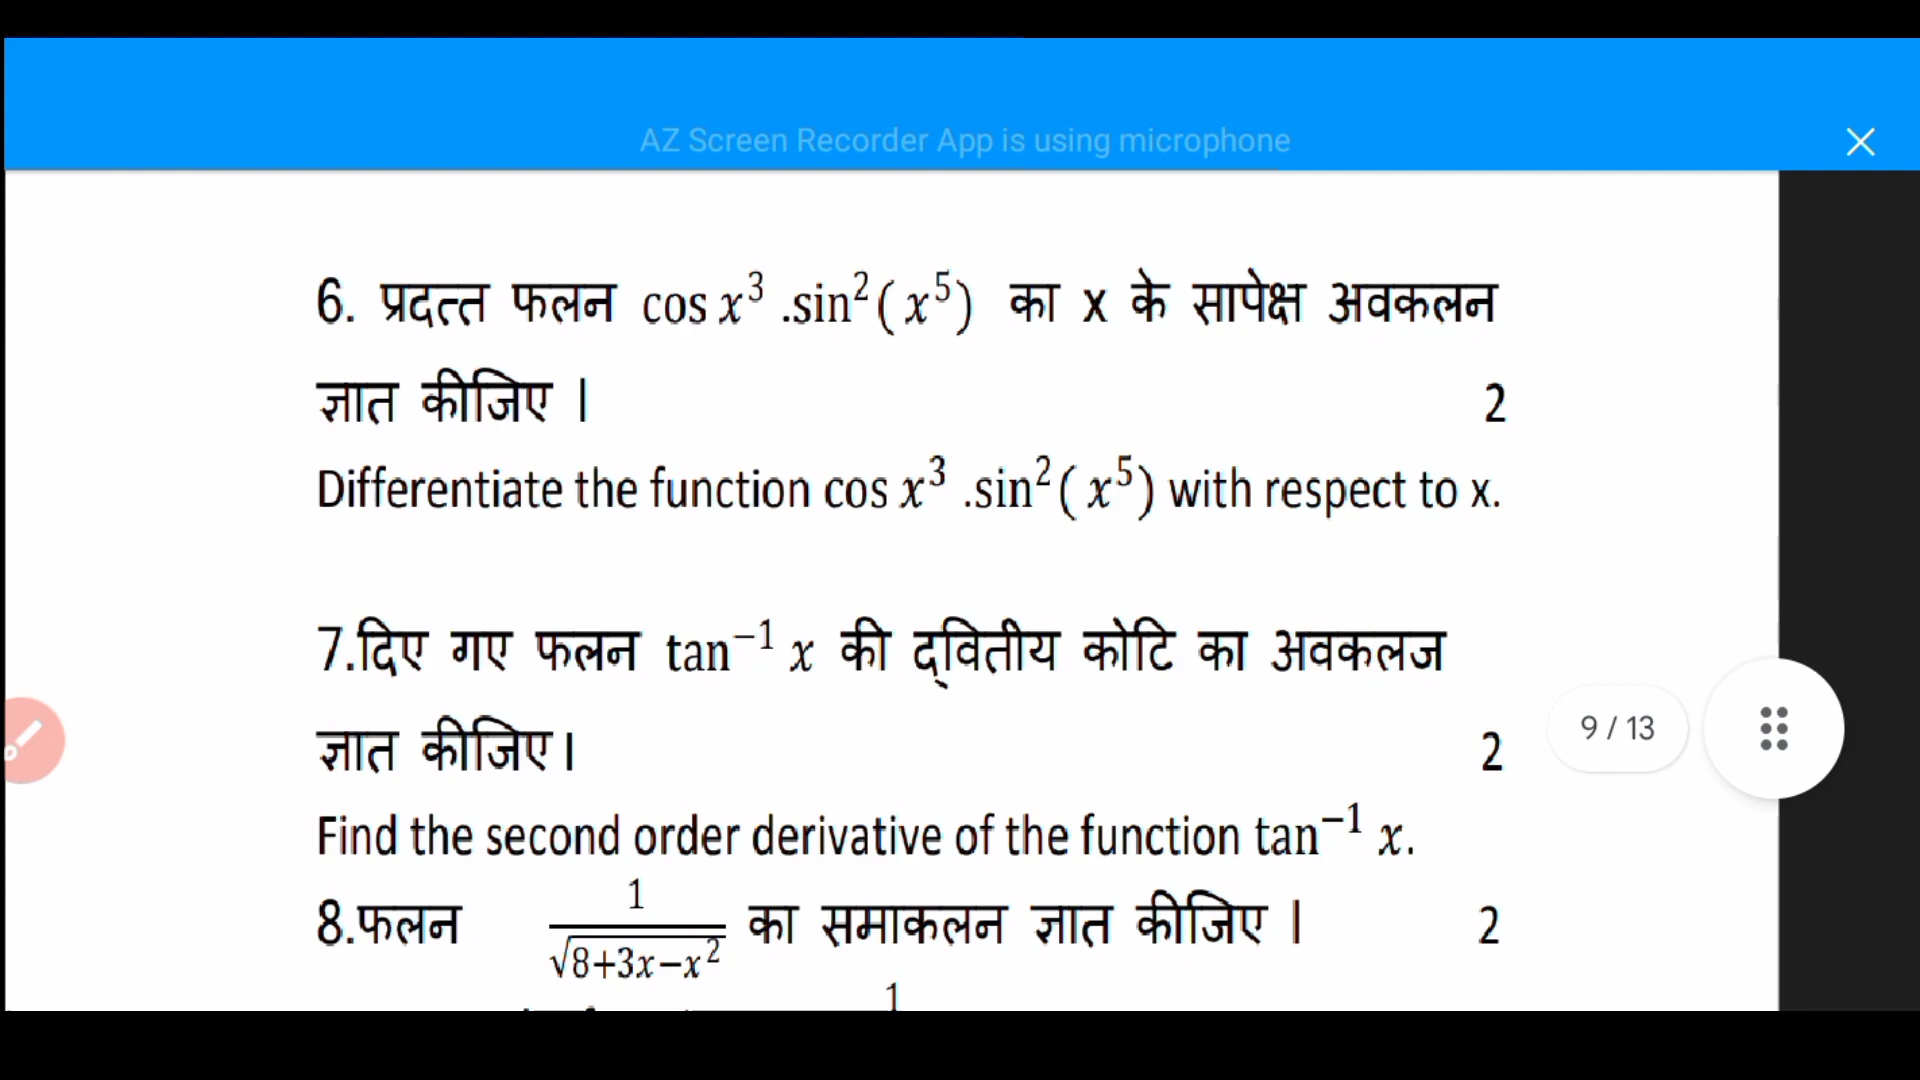 AZ Screen Recorder App is using microphone
6. प्रदत्त फलन cos x³ .sin²( x⁵) का x के सापेक्ष अवकलन
ज्ञात कीजिए । 2
Differentiate the function cos x³ .sin²( x⁵) with respect to x.
7.दिए गए फलन tan⁻¹ x की द्वितीय कोटि का अवकलज
ज्ञात कीजिए। 2
9 / 13
Find the second order derivative of the function tan⁻¹ x.
8.फलन 1/√8+3x−x² का समाकलन ज्ञात कीजिए । 2
1